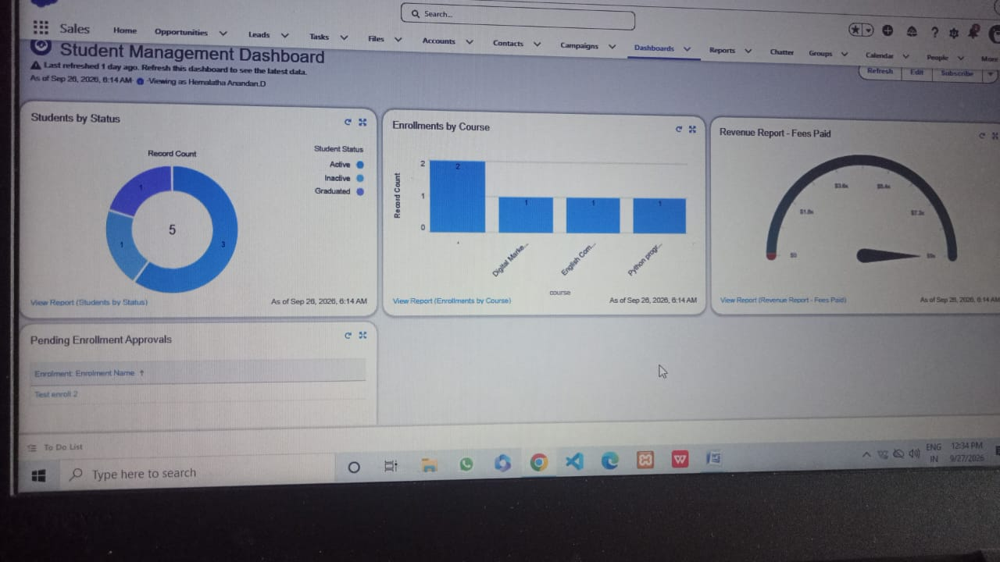 Search...
Sales
Home
Opportunities
Leads
Tasks
Files
Accounts
Contacts
Campaigns
Dashboards
Reports
Chatter
Groups
Calendar
People
More
Student Management Dashboard
Last refreshed 1 day ago. Refresh this dashboard to see the latest data.
As of Sep 26, 2026, 6:14 AM Viewing as Hemalatha Anandan.D
Refresh
Edit
Subscribe
Students by Status
Record Count
Student Status
Active
Inactive
Graduated
1
5
1
3
View Report (Students by Status)
As of Sep 26, 2026, 6:14 AM
Enrollments by Course
Record Count
2
1
0
2
1
1
1
-
Digital Marke...
English Com...
Python progr...
course
View Report (Enrollments by Course)
As of Sep 26, 2026, 6:14 AM
Revenue Report - Fees Paid
$0
$1.8k
$3.6k
$5.4k
$7.2k
$9k
View Report (Revenue Report - Fees Paid)
As of Sep 26, 2026, 6:14 AM
Pending Enrollment Approvals
Enrolment: Enrolment Name ↑
Test enroll 2
To Do List
Type here to search
ENG
IN
12:34 PM
9/27/2026